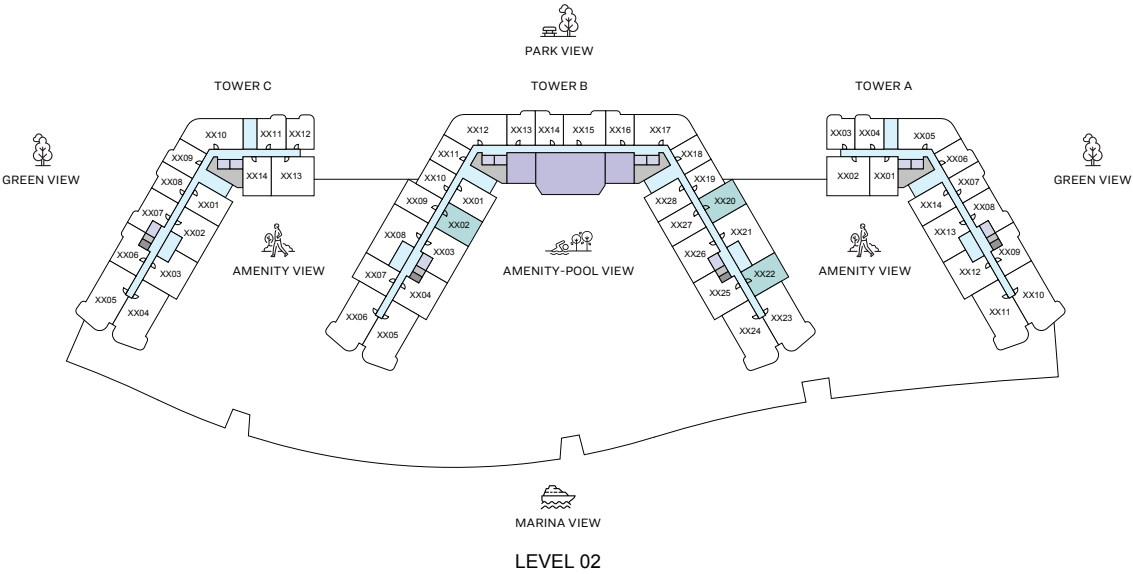 PARK VIEW
TOWER C
TOWER B
TOWER A
GREEN VIEW
GREEN VIEW
XX10
XX11
XX12
XX09
XX08
XX14
XX13
XX07
XX01
XX02
XX06
XX03
XX05
XX04
AMENITY VIEW
XX12
XX13
XX14
XX15
XX16
XX17
XX11
XX18
XX10
XX19
XX09
XX01
XX28
XX20
XX08
XX02
XX27
XX21
XX07
XX03
XX26
XX22
XX04
XX25
XX06
XX05
XX24
XX23
AMENITY-POOL VIEW
XX03
XX04
XX05
XX02
XX01
XX06
XX07
XX14
XX08
XX13
XX09
XX12
XX10
XX11
AMENITY VIEW
MARINA VIEW
LEVEL 02